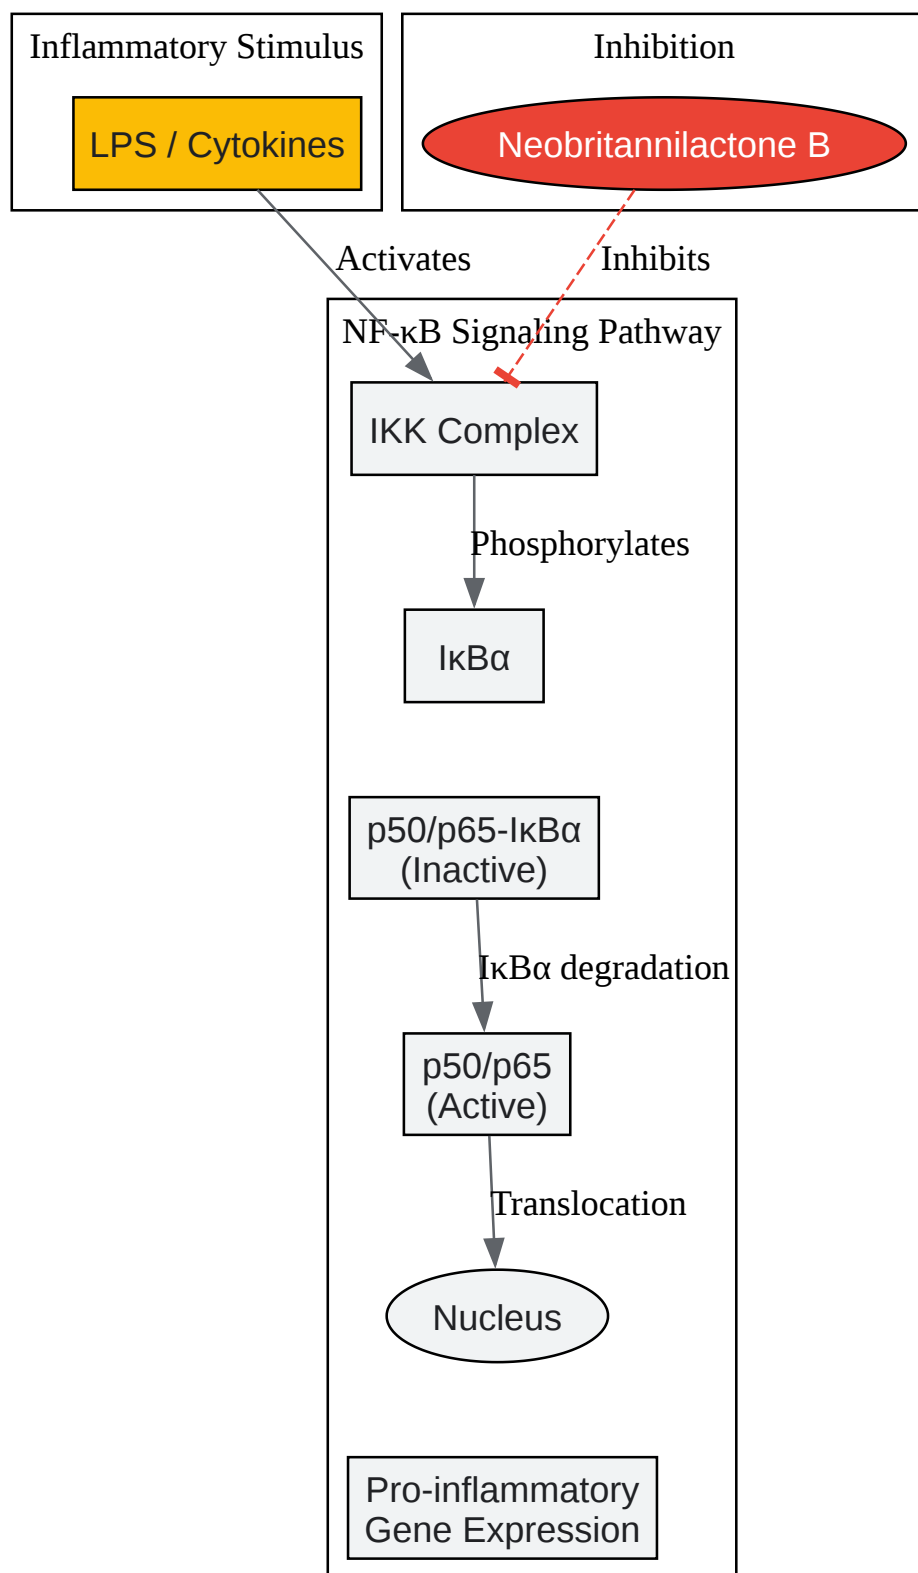 Inflammatory Stimulus
Inhibition
LPS / Cytokines
Neobritannilactone B
Activates
Inhibits
NF-κB Signaling Pathway
IKK Complex
Phosphorylates
IκBα
p50/p65-IκBα
(Inactive)
IκBα degradation
p50/p65
(Active)
Translocation
Nucleus
Pro-inflammatory
Gene Expression